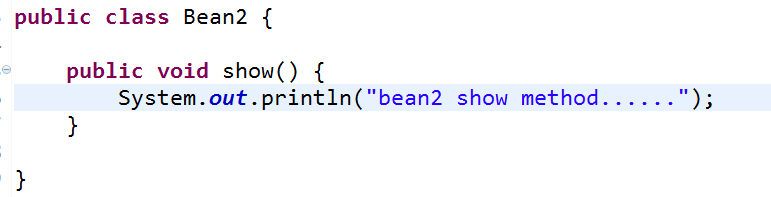 public class Bean2 {
public void show() {
System.out.println("bean2 show method......");
}
}